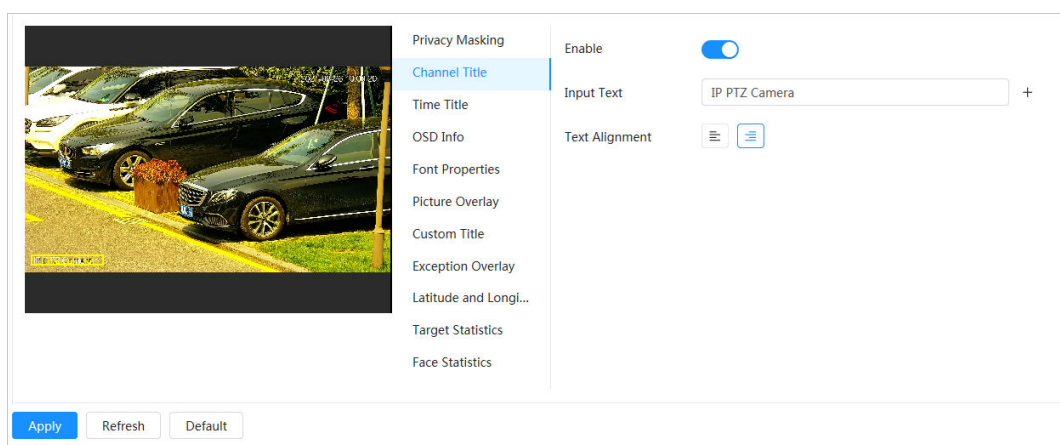 Privacy Masking
Channel Title
Time Title
OSD Info
Font Properties
Picture Overlay
Custom Title
Exception Overlay
Latitude and Longi...
Target Statistics
Face Statistics
Enable
Input Text
IP PTZ Camera
+
Text Alignment
Apply
Refresh
Default